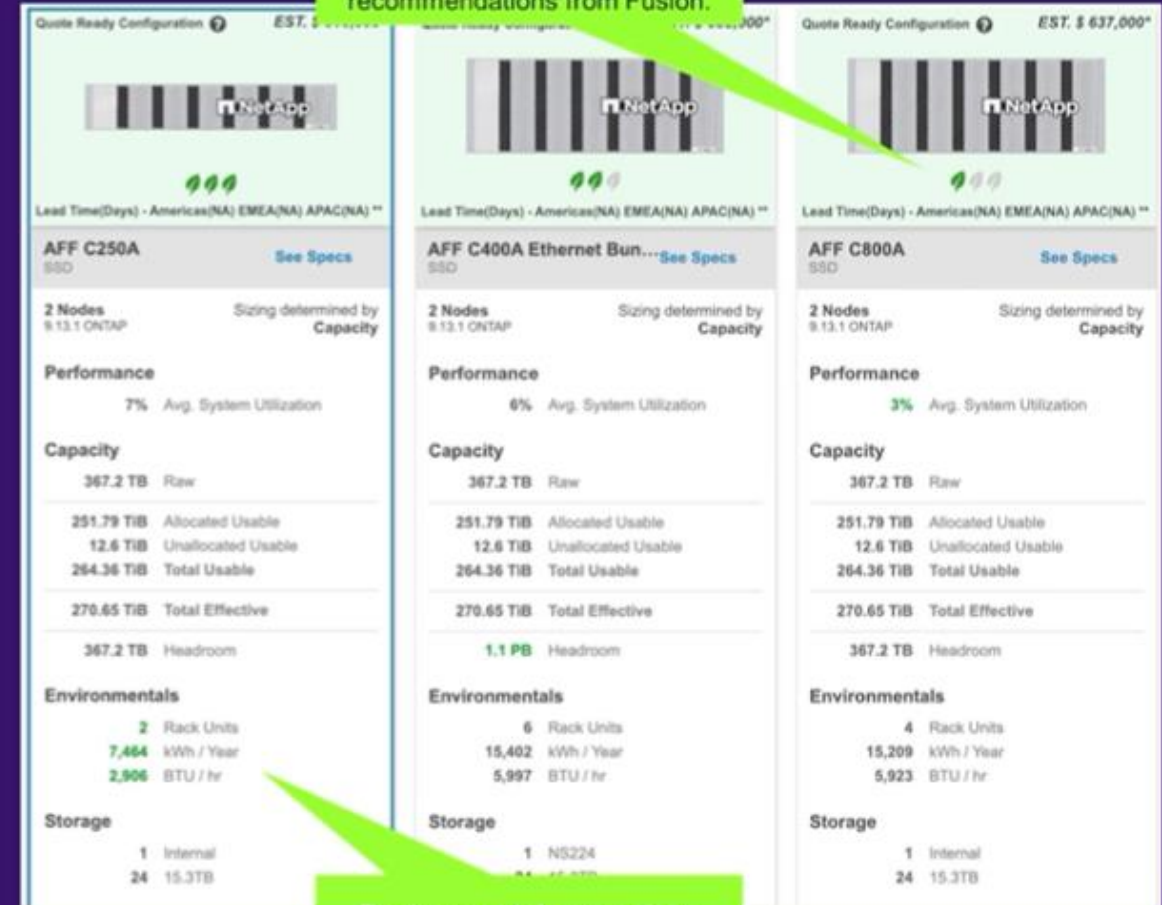 recommendations from Fusion.
Quote Ready Configuration
EST. $
000*
Quote Ready Configuration
EST. $ 637,000*
NetApp
NetApp
NetApp
Lead Time(Days) - Americas(NA) EMEA(NA) APAC(NA) **
Lead Time(Days) - Americas(NA) EMEA(NA) APAC(NA) **
Lead Time(Days) - Americas(NA) EMEA(NA) APAC(NA) **
AFF C250A
See Specs
SSD
2 Nodes
Sizing determined by
9.13.1 ONTAP
Capacity
Performance
7% Avg. System Utilization
Capacity
367.2 TB Raw
251.79 TiB Allocated Usable
12.6 TiB Unallocated Usable
264.36 TiB Total Usable
270.65 TiB Total Effective
367.2 TB Headroom
Environmentals
2 Rack Units
7,464 kWh / Year
2,906 BTU / hr
Storage
1 Internal
24 15.3TB
AFF C400A Ethernet Bun...
See Specs
SSD
2 Nodes
Sizing determined by
9.13.1 ONTAP
Capacity
Performance
6% Avg. System Utilization
Capacity
367.2 TB Raw
251.79 TiB Allocated Usable
12.6 TiB Unallocated Usable
264.36 TiB Total Usable
270.65 TiB Total Effective
1.1 PB Headroom
Environmentals
6 Rack Units
15,402 kWh / Year
5,997 BTU / hr
Storage
1 NS224
AFF C800A
See Specs
SSD
2 Nodes
Sizing determined by
9.13.1 ONTAP
Capacity
Performance
3% Avg. System Utilization
Capacity
367.2 TB Raw
251.79 TiB Allocated Usable
12.6 TiB Unallocated Usable
264.36 TiB Total Usable
270.65 TiB Total Effective
367.2 TB Headroom
Environmentals
4 Rack Units
15,209 kWh / Year
5,923 BTU / hr
Storage
1 Internal
24 15.3TB